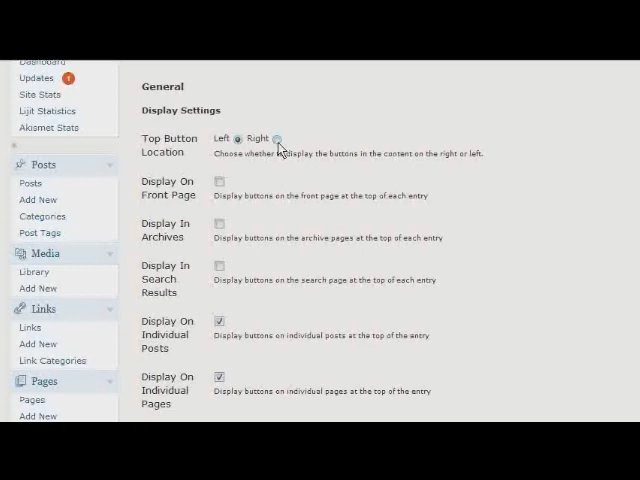 Dashboard
Updates 1
Site Stats
Lijit Statistics
Akismet Stats
Posts
Posts
Add New
Categories
Post Tags
Media
Library
Add New
Links
Links
Add New
Link Categories
Pages
Pages
Add New
General
Display Settings
Top Button Location
Left Right
Choose whether display the buttons in the content on the right or left.
Display On Front Page
Display buttons on the front page at the top of each entry
Display In Archives
Display buttons on the archive pages at the top of each entry
Display In Search Results
Display buttons on the search page at the top of each entry
Display On Individual Posts
Display buttons on individual posts at the top of the entry
Display On Individual Pages
Display buttons on individual pages at the top of the entry